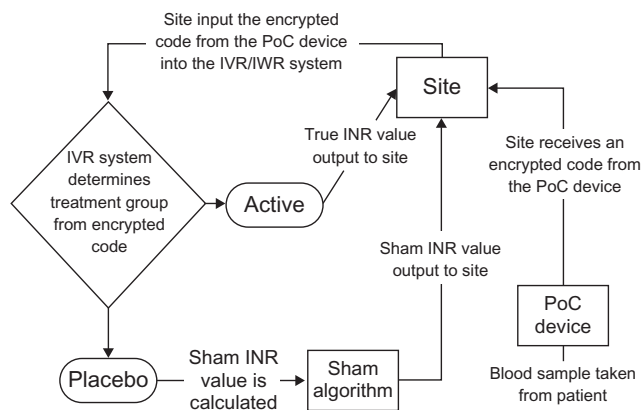 Site input the encrypted
code from the PoC device
into the IVR/IWR system
Site
True INR value
output to site
Site receives an
encrypted code from
the PoC device
IVR system
determines
treatment group
from encrypted
code
Active
Sham INR value
output to site
PoC
device
Blood sample taken
from patient
Placebo
Sham INR
value is
calculated
Sham
algorithm